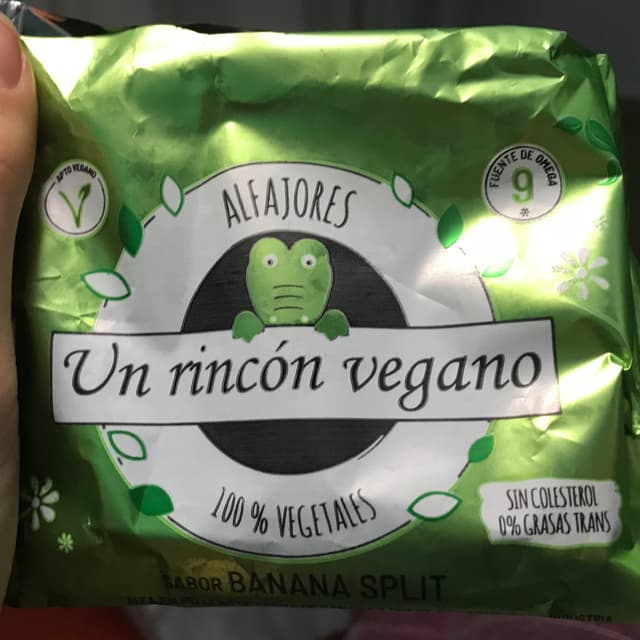 APTO VEGANO
V
ALFAJORES
FUENTE DE OMEGA
9
*
Un rincón vegano
100 % VEGETALES
SIN COLESTEROL
0% GRASAS TRANS
SABOR BANANA SPLIT